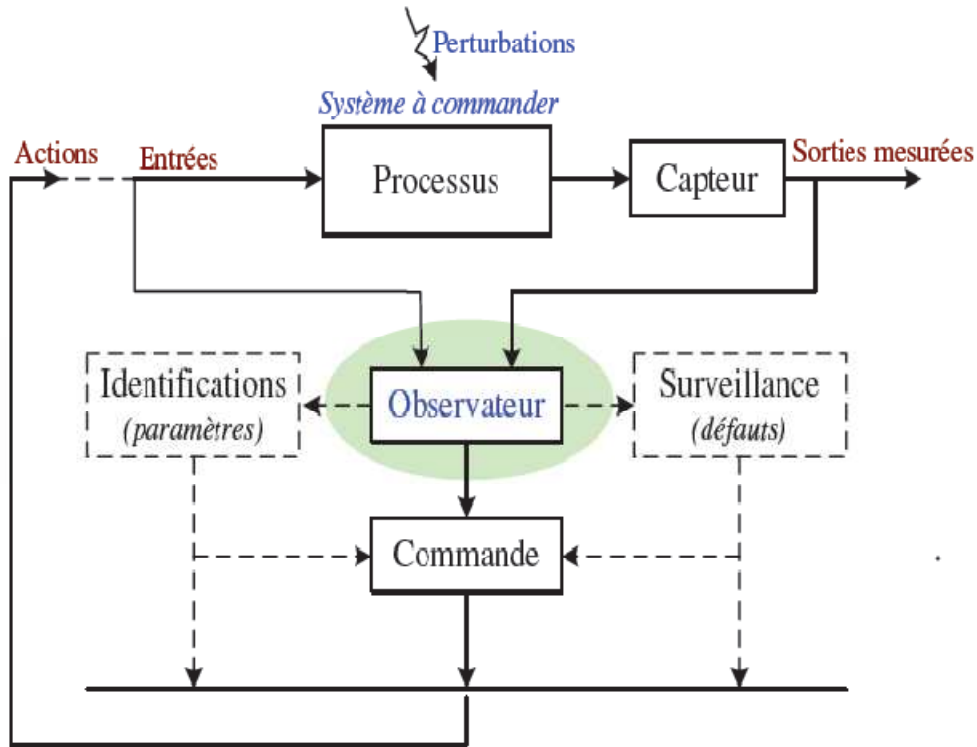 Perturbations
Système à commander
Actions
Entrées
Processus
Capteur
Sorties mesurées
Identifications
(paramètres)
Observateur
Surveillance
(défauts)
Commande